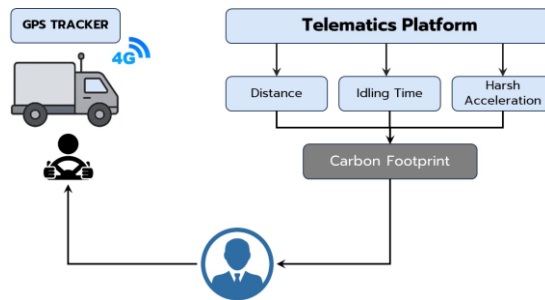 GPS TRACKER
4G
Telematics Platform
Distance
Idling Time
Harsh
Acceleration
Carbon Footprint